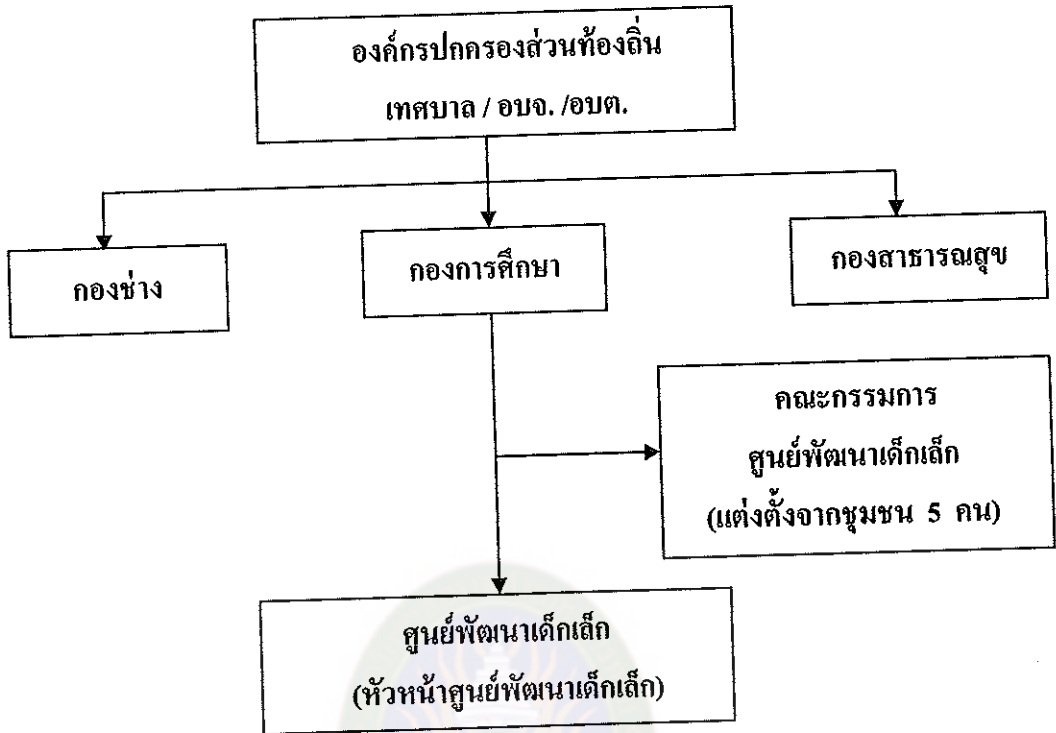 องค์กรปกครองส่วนท้องถิ่น
เทศบาล / อบจ. /อบต.
กองช่าง
กองการศึกษา
กองสาธารณสุข
คณะกรรมการ
ศูนย์พัฒนาเด็กเล็ก
(แต่งตั้งจากชุมชน 5 คน)
ศูนย์พัฒนาเด็กเล็ก
(หัวหน้าศูนย์พัฒนาเด็กเล็ก)